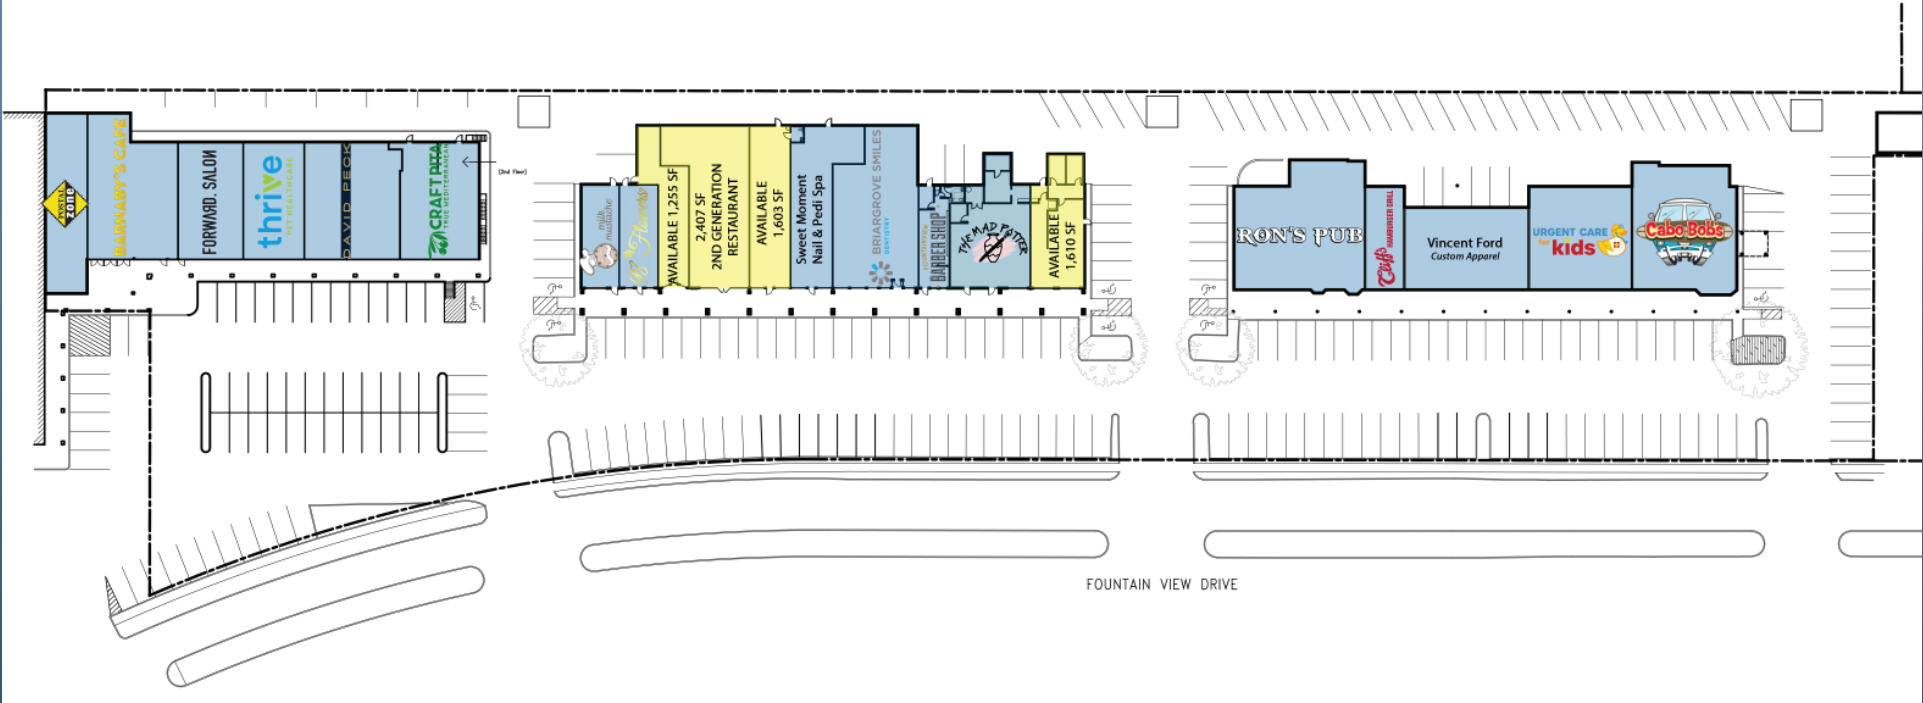 POSTAL
zone
BARNABY'S CAFE
FORWARD. SALON
thrive
PET HEALTHCARE
DAVID PECK
CRAFT PITA
TRUE MEDITERRANEAN
(2nd Floor)
milk
mustache
AVAILABLE 1,255 SF
2,407 SF
2ND GENERATION
RESTAURANT
AVAILABLE
1,603 SF
Sweet Moment
Nail & Pedi Spa
BRIARGROVE SMILES
DENTISTRY
BARBER SHOP
THE MAD POTTER
AVAILABLE
1,610 SF
RON'S PUB
Cliff's
HAMBURGER GRILL
Vincent Ford
Custom Apparel
URGENT CARE
for
kids
Cabo Bobs
FOUNTAIN VIEW DRIVE